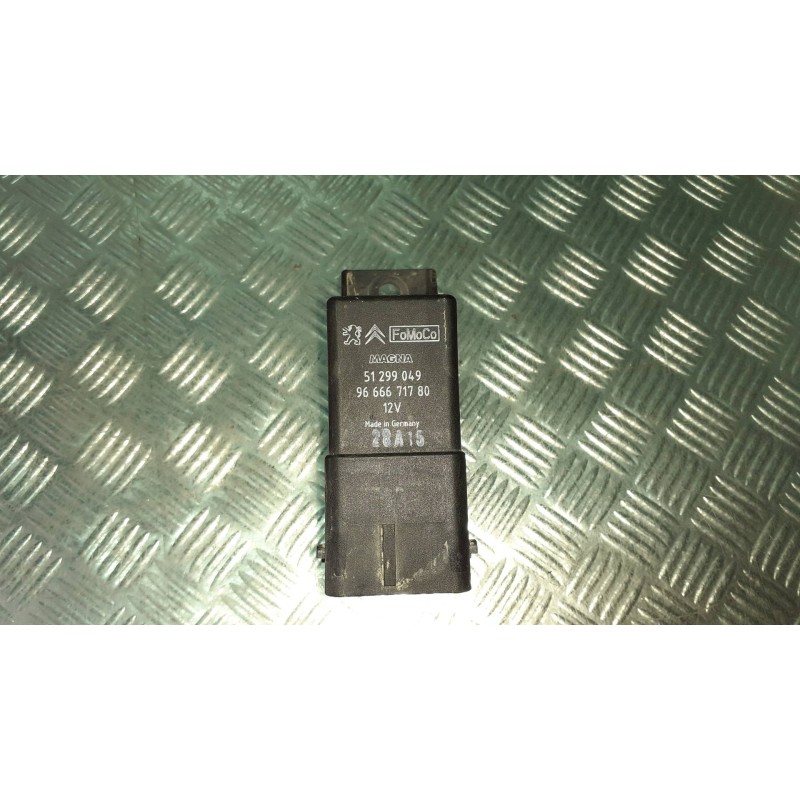 FoMoCo
MAGNA
51 299 049
96 666 717 80
12V
Made in Germany
28A15